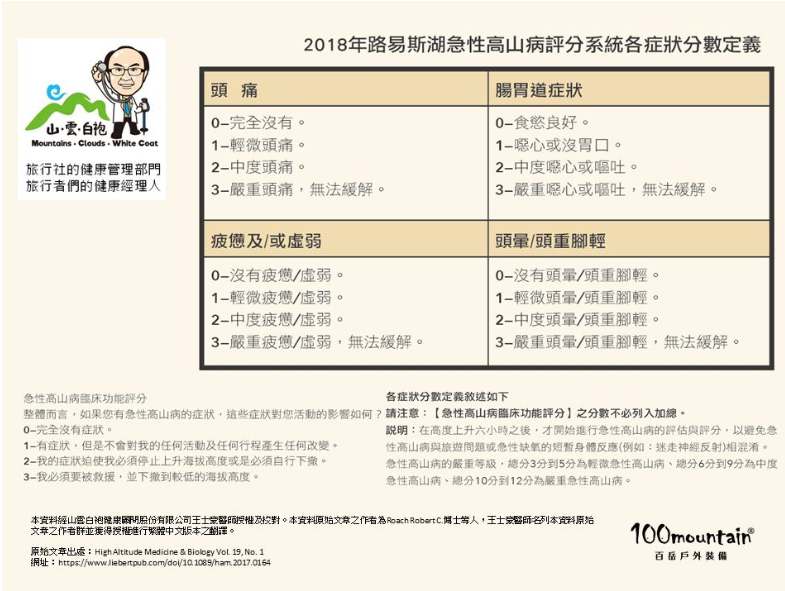 2018年路易斯湖急性高山病評分系統各症狀分數定義
山·雲·白袍
Mountains・Clouds・White Coat
旅行社的健康管理部門
旅行者們的健康經理人
頭 痛
0–完全沒有。
1–輕微頭痛。
2–中度頭痛。
3–嚴重頭痛，無法緩解。
腸胃道症狀
0–食慾良好。
1–噁心或沒胃口。
2–中度噁心或嘔吐。
3–嚴重噁心或嘔吐，無法緩解。
疲憊及/或虛弱
0–沒有疲憊/虛弱。
1–輕微疲憊/虛弱。
2–中度疲憊/虛弱。
3–嚴重疲憊/虛弱，無法緩解。
頭暈/頭重腳輕
0–沒有頭暈/頭重腳輕。
1–輕微頭暈/頭重腳輕。
2–中度頭暈/頭重腳輕。
3–嚴重頭暈/頭重腳輕，無法緩解。
急性高山病臨床功能評分
整體而言，如果您有急性高山病的症狀，這些症狀對您活動的影響如何？
0–完全沒有症狀。
1–有症狀，但是不會對我的任何活動及任何行程產生任何改變。
2–我的症狀迫使我必須停止上升海拔高度或是必須自行下撤。
3–我必須要被救援，並下撤到較低的海拔高度。
各症狀分數定義敘述如下
請注意：【急性高山病臨床功能評分】之分數不必列入加總。
說明：在高度上升六小時之後，才開始進行急性高山病的評估與評分，以避免急
性高山病與旅遊問題或急性缺氧的短暫身體反應(例如：迷走神經反射)相混淆。
急性高山病的嚴重等級，總分3分到5分為輕微急性高山病、總分6分到9分為中度
急性高山病、總分10分到12分為嚴重急性高山病。
本資料經山雲白袍健康顧問股份有限公司王士豪醫師授權及校對。本資料原始文章之作者為Roach Robert C.博士等人，王士豪醫師名列本資料原始
文章之作者群並獲得授權進行繁體中文版本之翻譯。
原始文章出處：High Altitude Medicine & Biology Vol. 19, No. 1
網址：https://www.liebertpub.com/doi/10.1089/ham.2017.0164
100mountain®
百岳戶外裝備